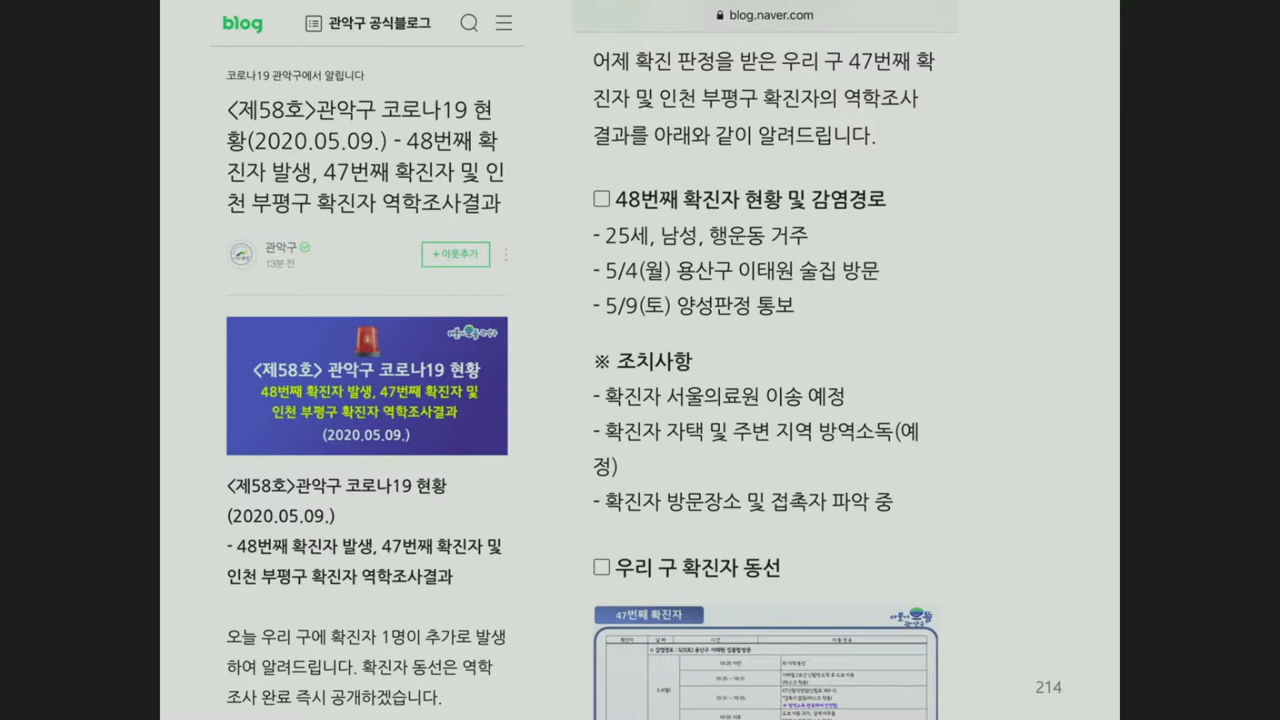 blog
관악구 공식블로그
코로나19 관악구에서 알립니다
<제58호>관악구 코로나19 현
황(2020.05.09.) - 48번째 확
진자 발생, 47번째 확진자 및 인
천 부평구 확진자 역학조사결과
관악구
13분 전
+이웃추가
<제58호> 관악구 코로나19 현황
48번째 확진자 발생, 47번째 확진자 및
인천 부평구 확진자 역학조사결과
(2020.05.09.)
<제58호>관악구 코로나19 현황
(2020.05.09.)
- 48번째 확진자 발생, 47번째 확진자 및
인천 부평구 확진자 역학조사결과
오늘 우리 구에 확진자 1명이 추가로 발생
하여 알려드립니다. 확진자 동선은 역학
조사 완료 즉시 공개하겠습니다.
blog.naver.com
어제 확진 판정을 받은 우리 구 47번째 확
진자 및 인천 부평구 확진자의 역학조사
결과를 아래와 같이 알려드립니다.
□ 48번째 확진자 현황 및 감염경로
- 25세, 남성, 행운동 거주
- 5/4(월) 용산구 이태원 술집 방문
- 5/9(토) 양성판정 통보
※ 조치사항
- 확진자 서울의료원 이송 예정
- 확진자 자택 및 주변 지역 방역소독(예
정)
- 확진자 방문장소 및 접촉자 파악 중
□ 우리 구 확진자 동선
47번째 확진자
214